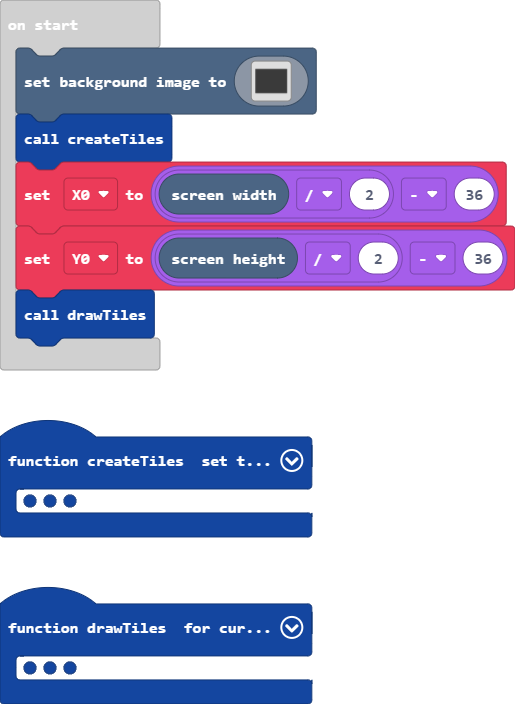 on start
set background image to
call createTiles
set X0 to screen width / 2 - 36
set Y0 to screen height / 2 - 36
call drawTiles
function createTiles set t...
function drawTiles for cur...